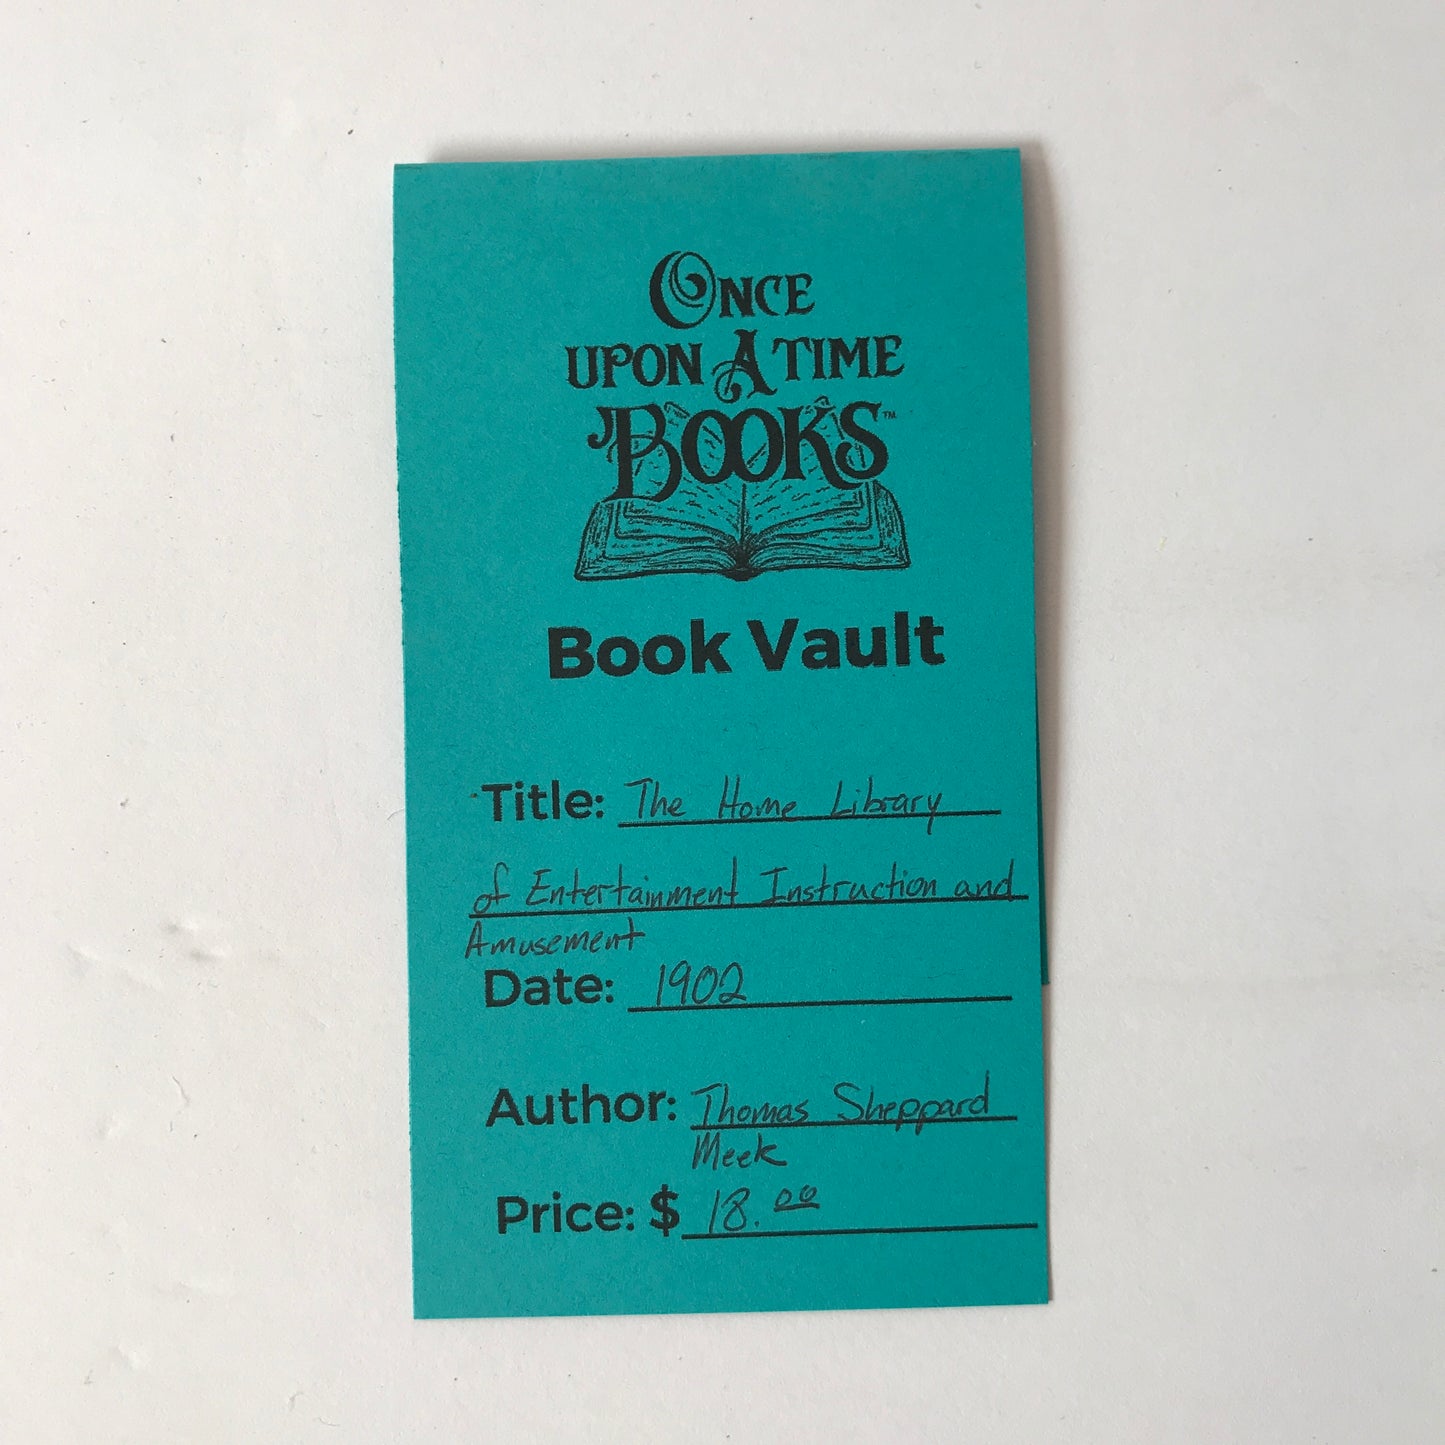 ONCE
UPON A TIME
BOOKS™
Book Vault
Title: The Home Library
of Entertainment Instruction and
Amusement
Date: 1902
Author: Thomas Sheppard
Meek
Price: $ 18.00